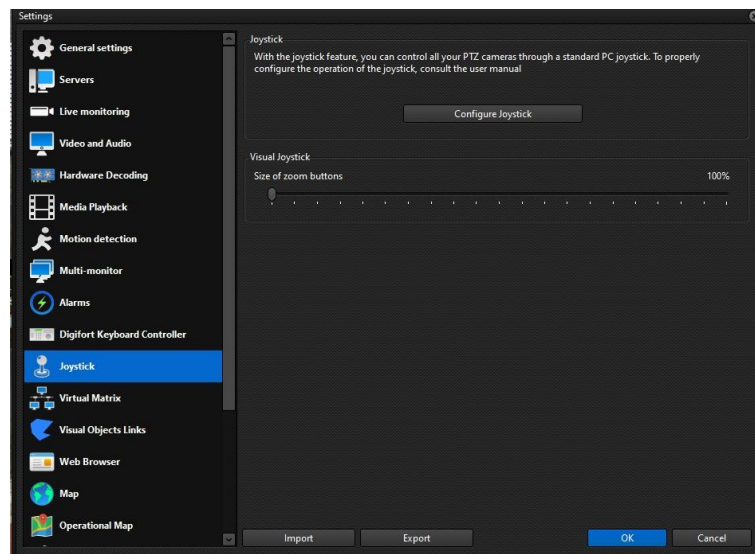 Settings
General settings
Servers
Live monitoring
Video and Audio
Hardware Decoding
Media Playback
Motion detection
Multi-monitor
Alarms
Digifort Keyboard Controller
Joystick
Virtual Matrix
Visual Objects Links
Web Browser
Map
Operational Map
Joystick
With the joystick feature, you can control all your PTZ cameras through a standard PC joystick. To properly
configure the operation of the joystick, consult the user manual
Configure Joystick
Visual Joystick
Size of zoom buttons 100%
Import Export OK Cancel